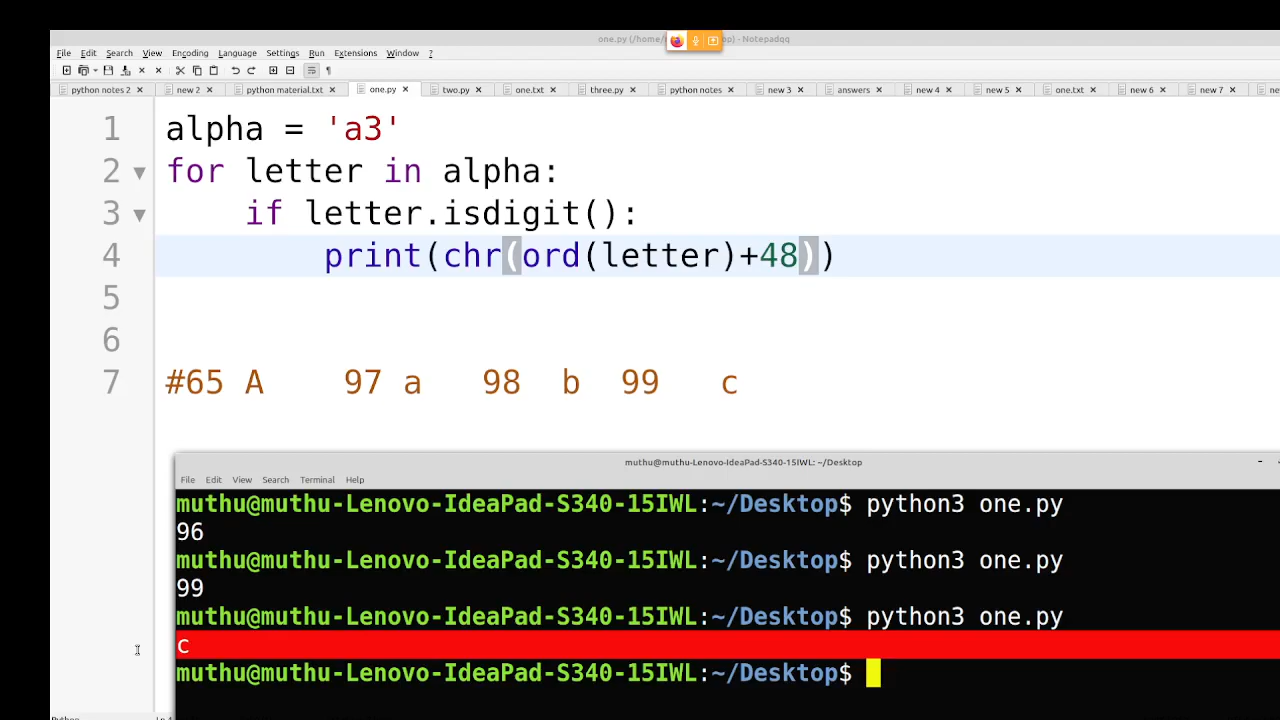 one.py (/home/ op) - Notepadqq
File Edit Search View Encoding Language Settings Run Extensions Window ?
python notes 2 new 2 python material.txt one.py two.py one.txt three.py python notes new 3 answers new 4 new 5 one.txt new 6 new 7
1 alpha = 'a3'
2 for letter in alpha:
3 if letter.isdigit():
4 print(chr(ord(letter)+48))
5
6
7 #65 A 97 a 98 b 99 c
muthu@muthu-Lenovo-IdeaPad-S340-15IWL: ~/Desktop
File Edit View Search Terminal Help
muthu@muthu-Lenovo-IdeaPad-S340-15IWL:~/Desktop$ python3 one.py
96
muthu@muthu-Lenovo-IdeaPad-S340-15IWL:~/Desktop$ python3 one.py
99
muthu@muthu-Lenovo-IdeaPad-S340-15IWL:~/Desktop$ python3 one.py
c
muthu@muthu-Lenovo-IdeaPad-S340-15IWL:~/Desktop$